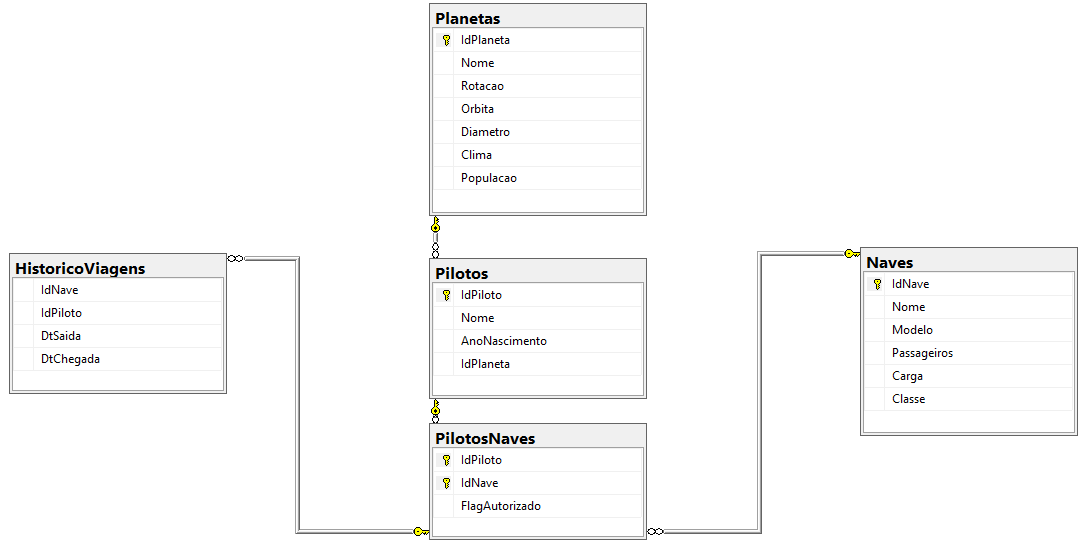 Planetas
IdPlaneta
Nome
Rotacao
Orbita
Diametro
Clima
Populacao
HistoricoViagens
IdNave
IdPiloto
DtSaida
DtChegada
Pilotos
IdPiloto
Nome
AnoNascimento
IdPlaneta
Naves
IdNave
Nome
Modelo
Passageiros
Carga
Classe
PilotosNaves
IdPiloto
IdNave
FlagAutorizado